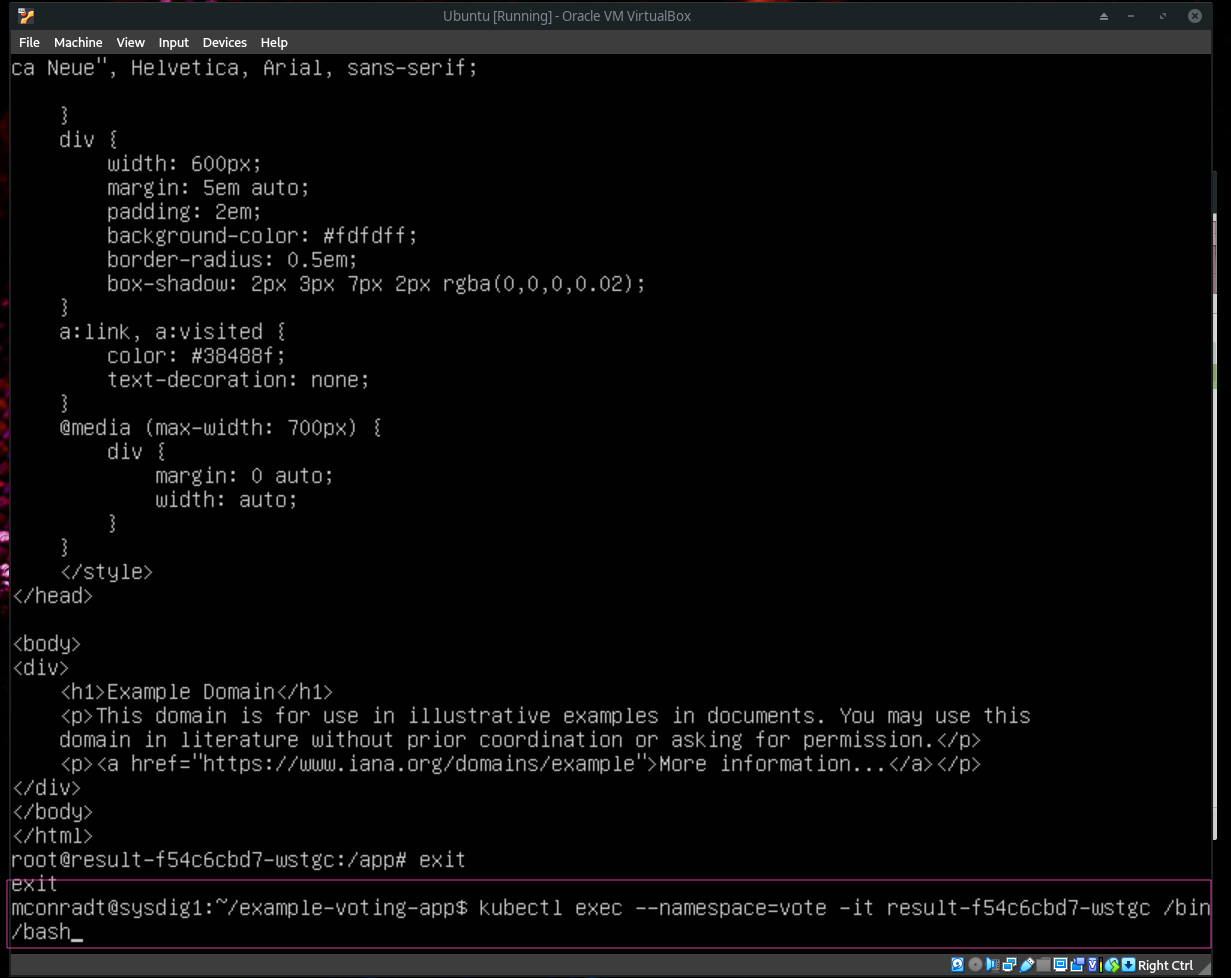 Ubuntu [Running] - Oracle VM VirtualBox
File Machine View Input Devices Help
ca Neue", Helvetica, Arial, sans-serif;
    }
    div {
        width: 600px;
        margin: 5em auto;
        padding: 2em;
        background-color: #fdfdff;
        border-radius: 0.5em;
        box-shadow: 2px 3px 7px 2px rgba(0,0,0,0.02);
    }
    a:link, a:visited {
        color: #38488f;
        text-decoration: none;
    }
    @media (max-width: 700px) {
        div {
            margin: 0 auto;
            width: auto;
        }
    }
    </style>
</head>
<body>
<div>
    <h1>Example Domain</h1>
    <p>This domain is for use in illustrative examples in documents. You may use this
    domain in literature without prior coordination or asking for permission.</p>
    <p><a href="https://www.iana.org/domains/example">More information...</a></p>
</div>
</body>
</html>
root@result-f54c6cbd7-wstgc:/app# exit
exit
mconradt@sysdig1:~/example-voting-app$ kubectl exec --namespace=vote -it result-f54c6cbd7-wstgc /bin
/bash_
Right Ctrl